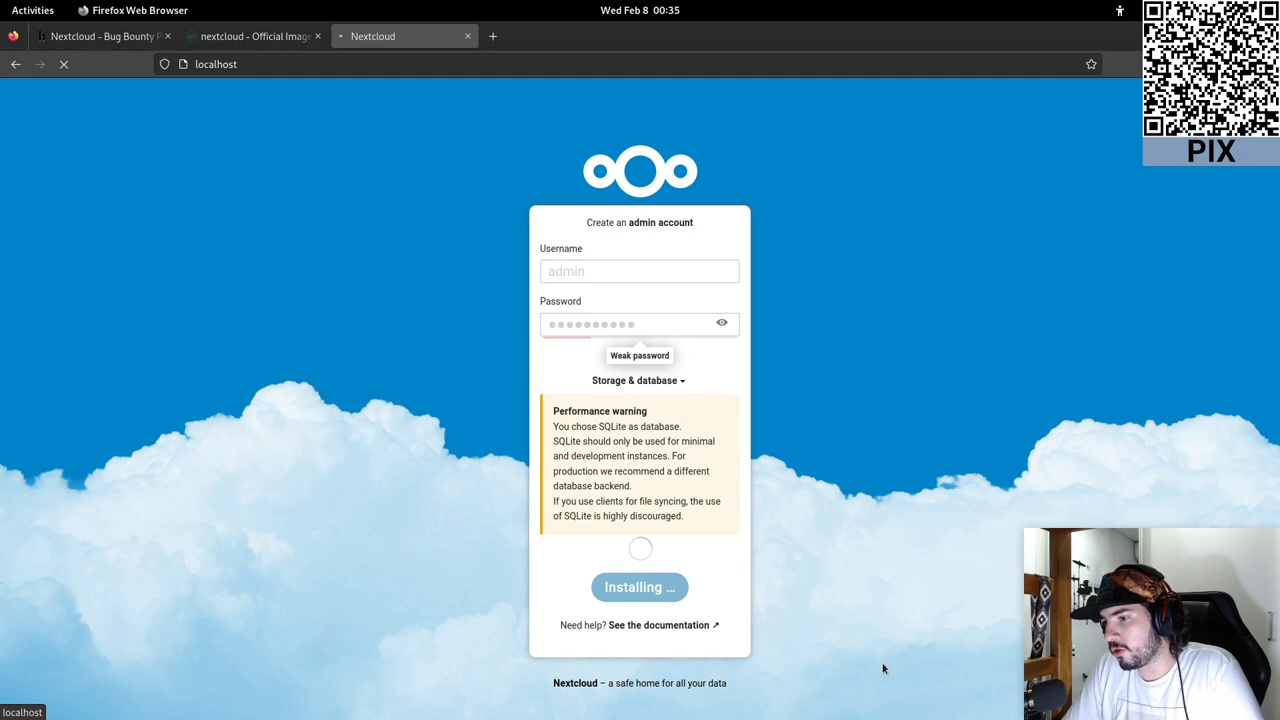 Activities
Firefox Web Browser
Wed Feb 8 00:35
Nextcloud - Bug Bounty P
nextcloud - Official Image
Nextcloud
localhost
PIX
Create an admin account
Username
admin
Password
Weak password
Storage & database
Performance warning
You chose SQLite as database.
SQLite should only be used for minimal
and development instances. For
production we recommend a different
database backend.
If you use clients for file syncing, the use
of SQLite is highly discouraged.
Installing …
Need help? See the documentation ↗
Nextcloud – a safe home for all your data
localhost